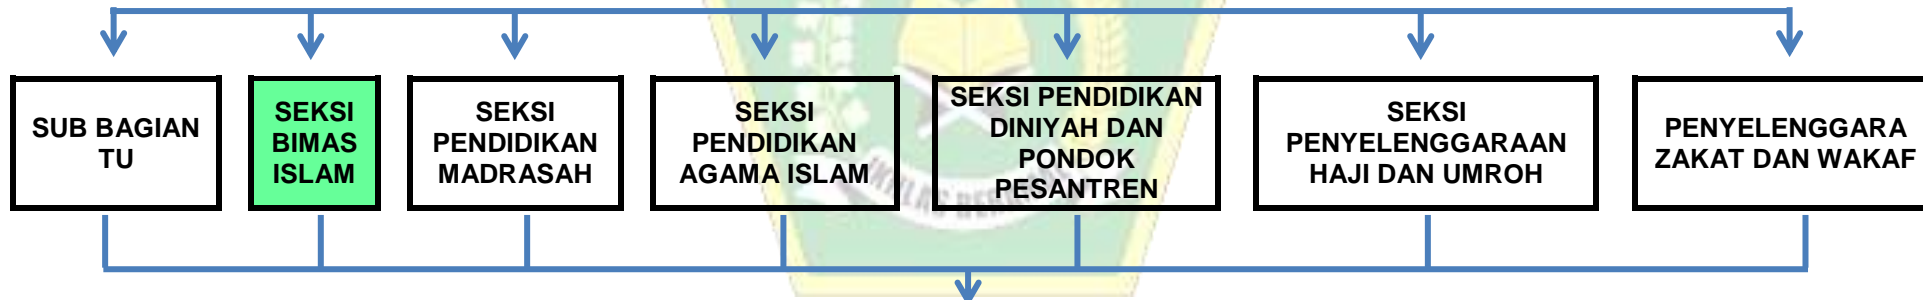 SUB BAGIAN
TU
SEKSI
BIMAS
ISLAM
SEKSI
PENDIDIKAN
MADRASAH
SEKSI
PENDIDIKAN
AGAMA ISLAM
SEKSI PENDIDIKAN
DINIYAH DAN
PONDOK
PESANTREN
SEKSI
PENYELENGGARAAN
HAJI DAN UMROH
PENYELENGGARA
ZAKAT DAN WAKAF